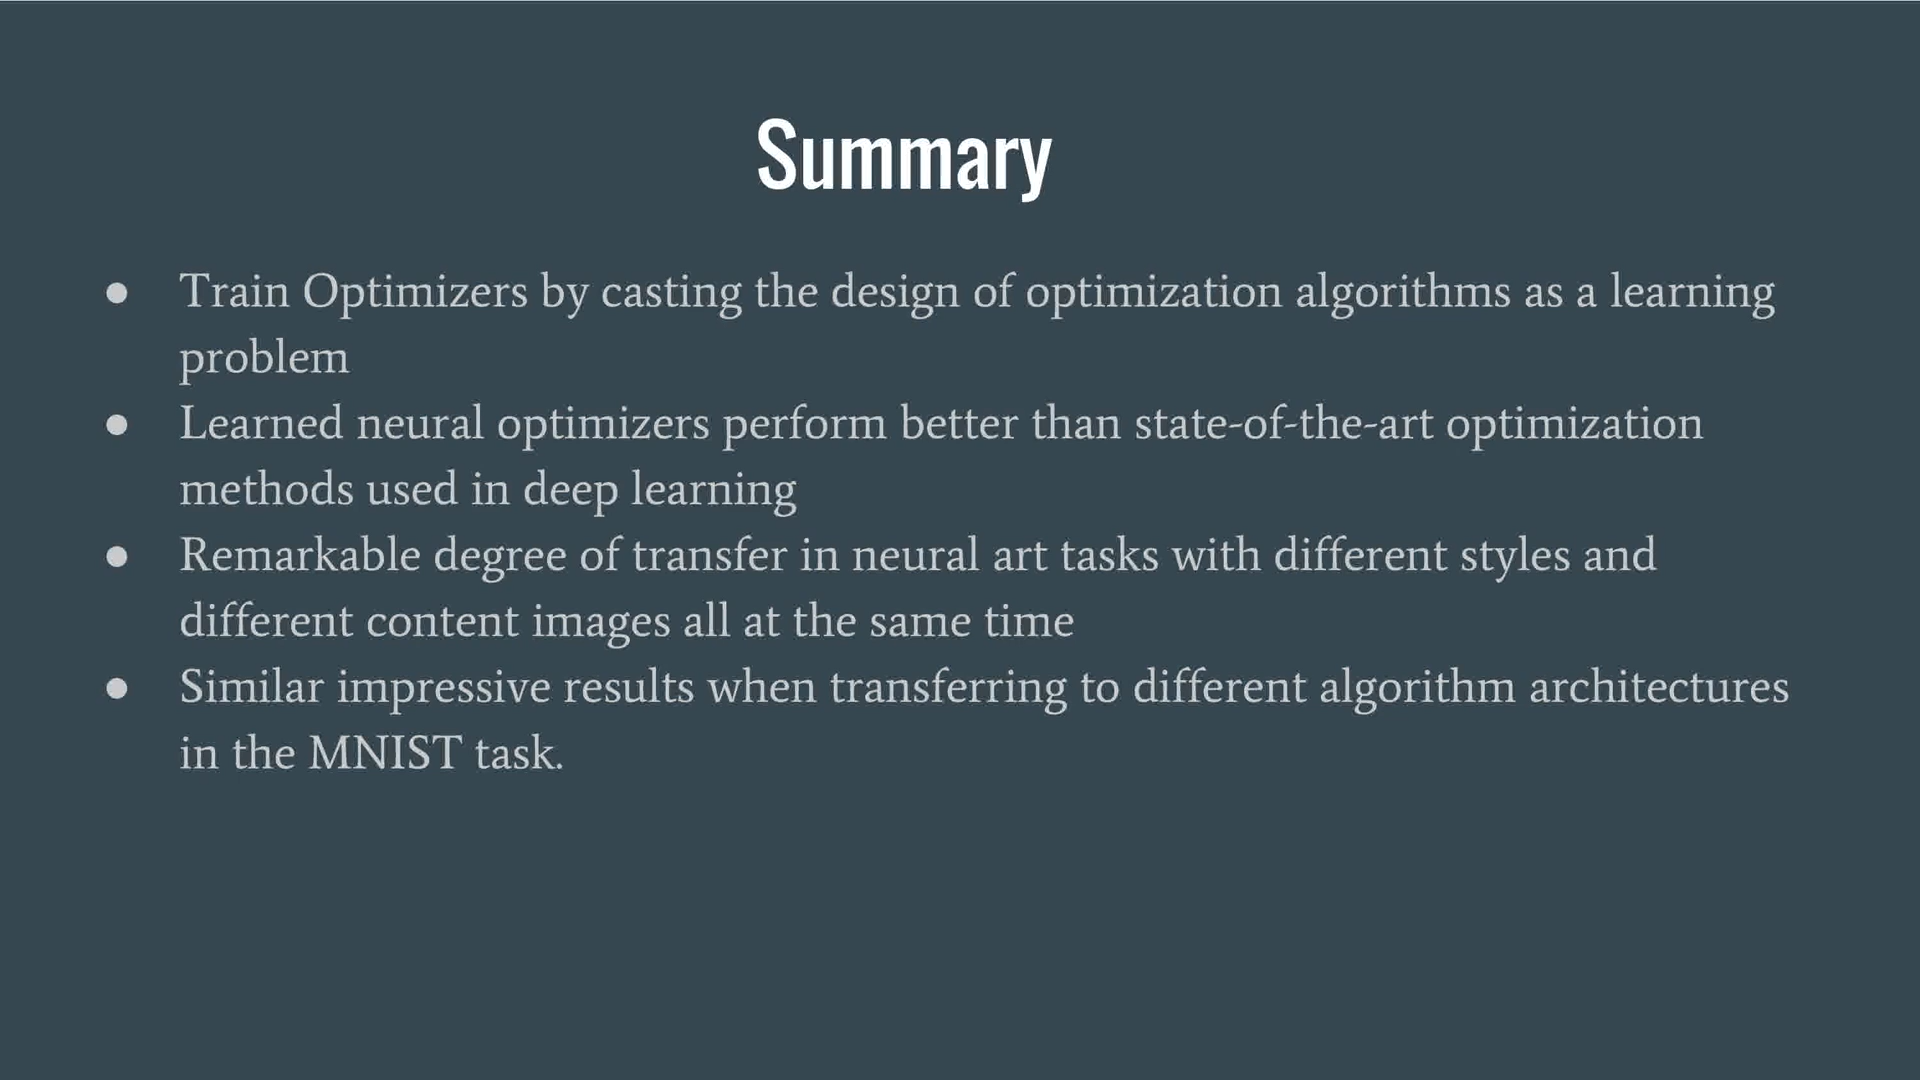 Summary
● Train Optimizers by casting the design of optimization algorithms as a learning
problem
● Learned neural optimizers perform better than state-of-the-art optimization
methods used in deep learning
● Remarkable degree of transfer in neural art tasks with different styles and
different content images all at the same time
● Similar impressive results when transferring to different algorithm architectures
in the MNIST task.